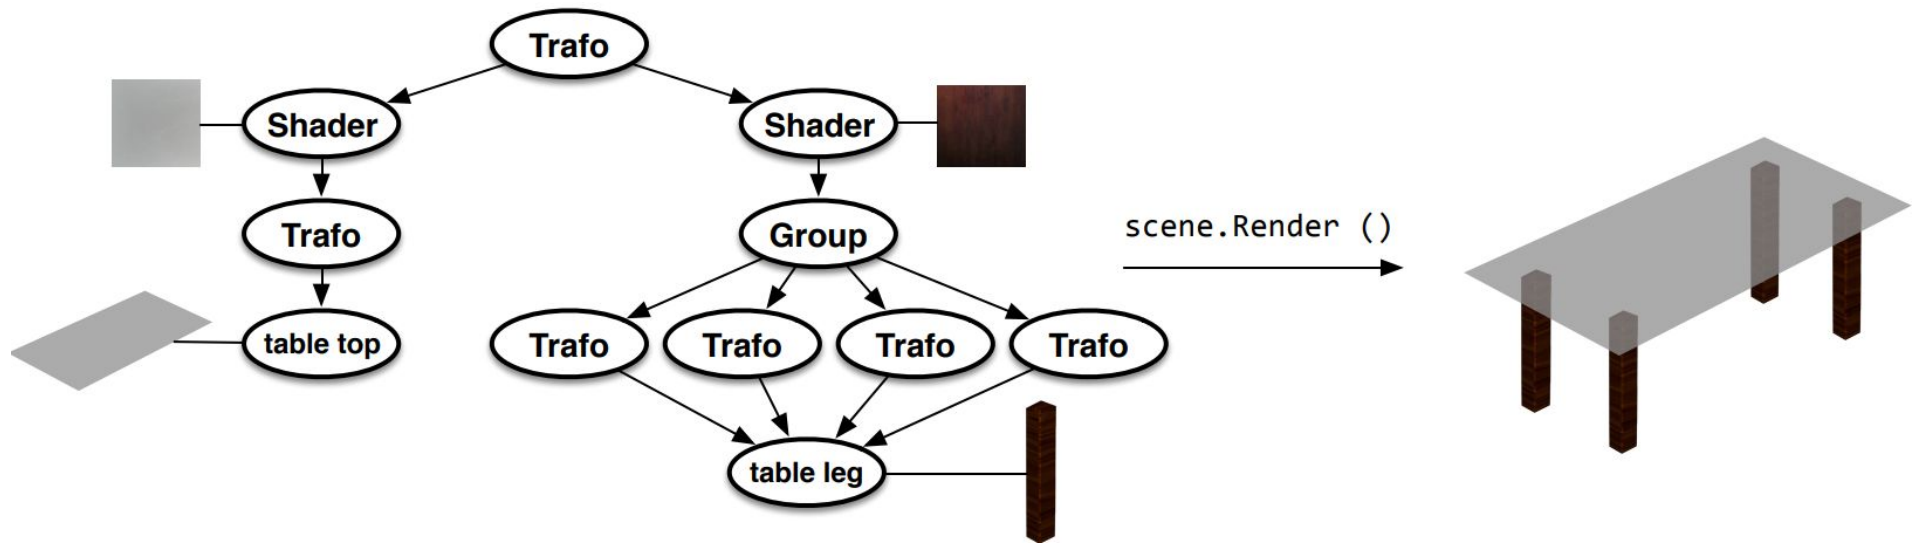 Trafo
Shader
Shader
Trafo
Group
scene.Render ()
table top
Trafo
Trafo
Trafo
Trafo
table leg